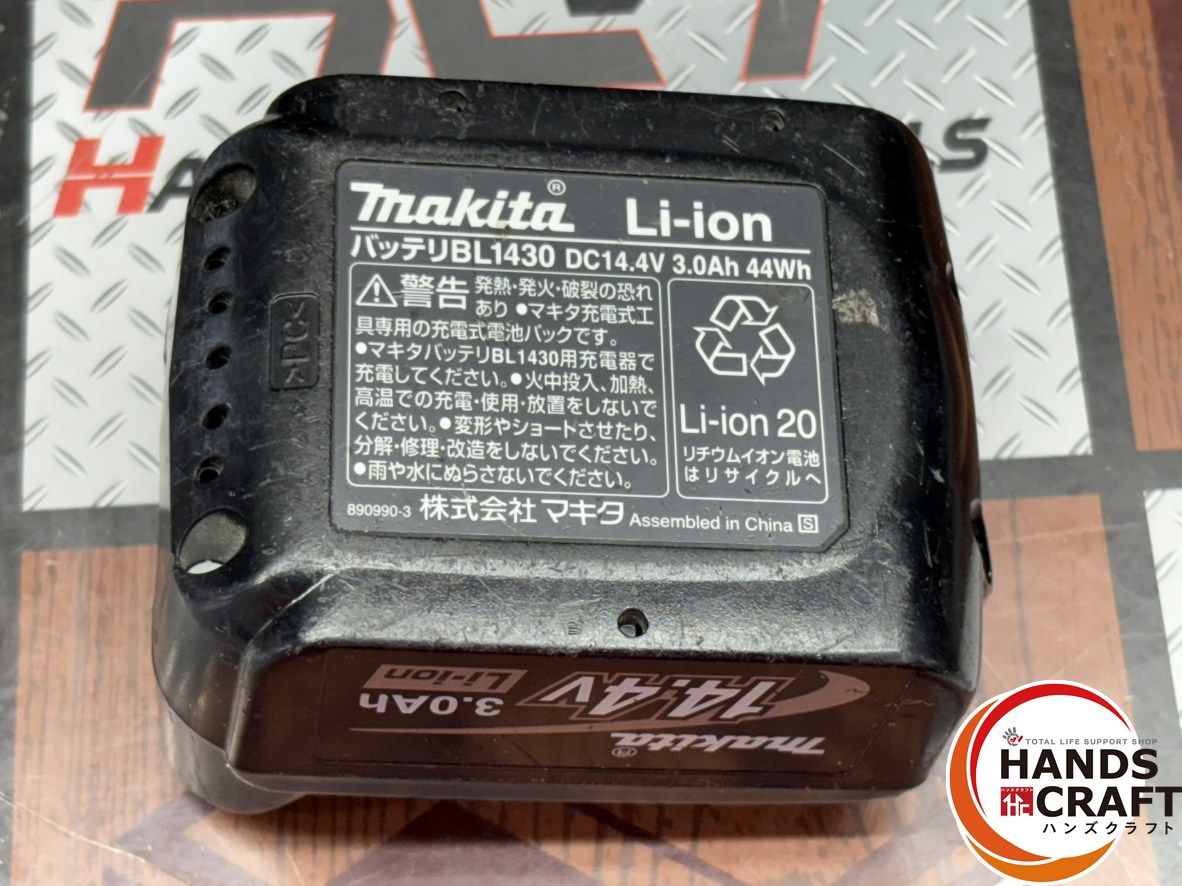 HA
LS
makita® Li-ion
バッテリBL1430 DC14.4V 3.0Ah 44Wh
警告 発熱・発火・破裂の恐れ
あり ●マキタ充電式工
具専用の充電式電池パックです。
●マキタバッテリBL1430用充電器で
充電してください。●火中投入、加熱、
高温での充電・使用・放置をしないで
ください。●変形やショートさせたり、
分解・修理・改造をしないでください。
●雨や水にぬらさないでください。
Li-ion 20
リチウムイオン電池
はリサイクルへ
890990-3 株式会社 マキタ Assembled in China S
makita®
14.4V
3.0Ah
Li-ion
TOTAL LIFE SUPPORT SHOP
HANDS
CRAFT
ハンズクラフト